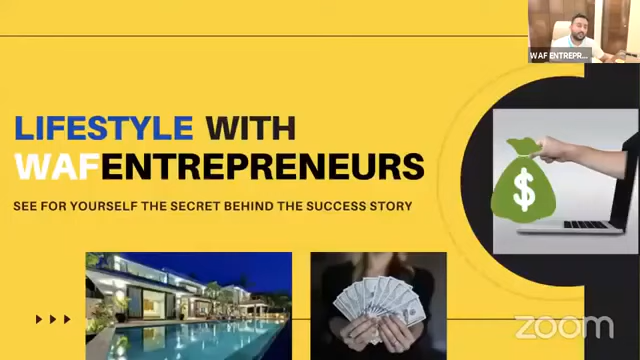 WAF ENTREPR...
LIFESTYLE WITH
WAFENTREPRENEURS
SEE FOR YOURSELF THE SECRET BEHIND THE SUCCESS STORY
$
zoom